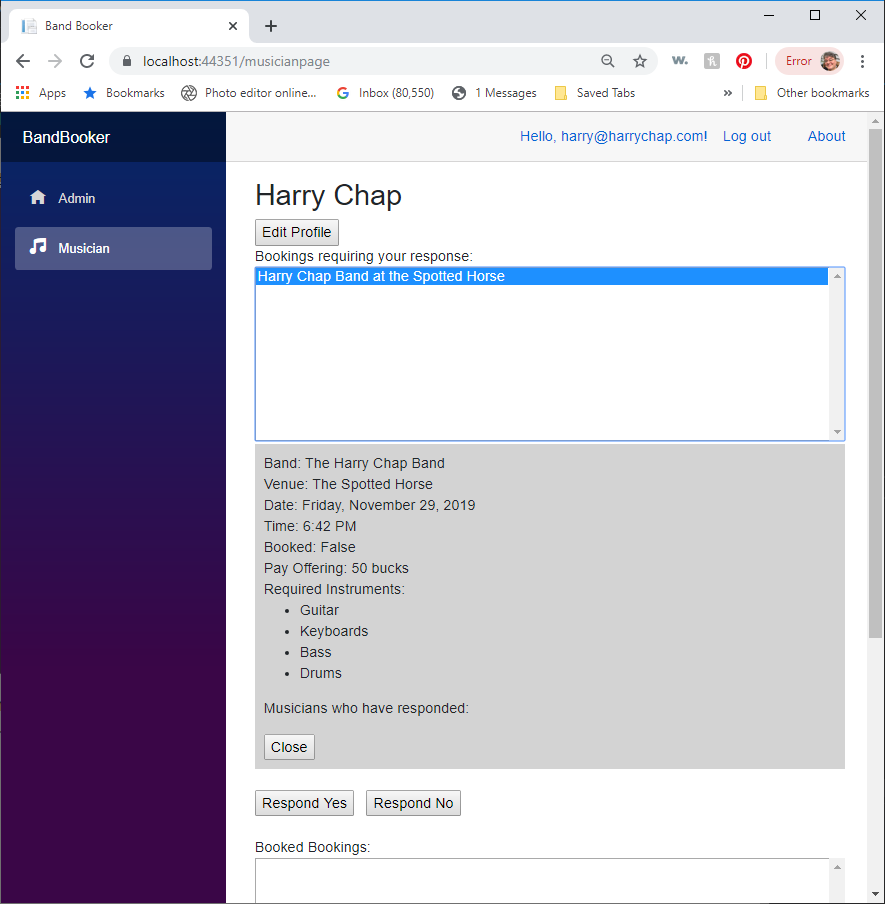 Band Booker
localhost:44351/musicianpage
W.
Error
Apps
Bookmarks
Photo editor online...
Inbox (80,550)
1 Messages
Saved Tabs
»
Other bookmarks
BandBooker
Hello, harry@harrychap.com!
Log out
About
Admin
Musician
Harry Chap
Edit Profile
Bookings requiring your response:
Harry Chap Band at the Spotted Horse
Band: The Harry Chap Band
Venue: The Spotted Horse
Date: Friday, November 29, 2019
Time: 6:42 PM
Booked: False
Pay Offering: 50 bucks
Required Instruments:
• Guitar
• Keyboards
• Bass
• Drums
Musicians who have responded:
Close
Respond Yes
Respond No
Booked Bookings: